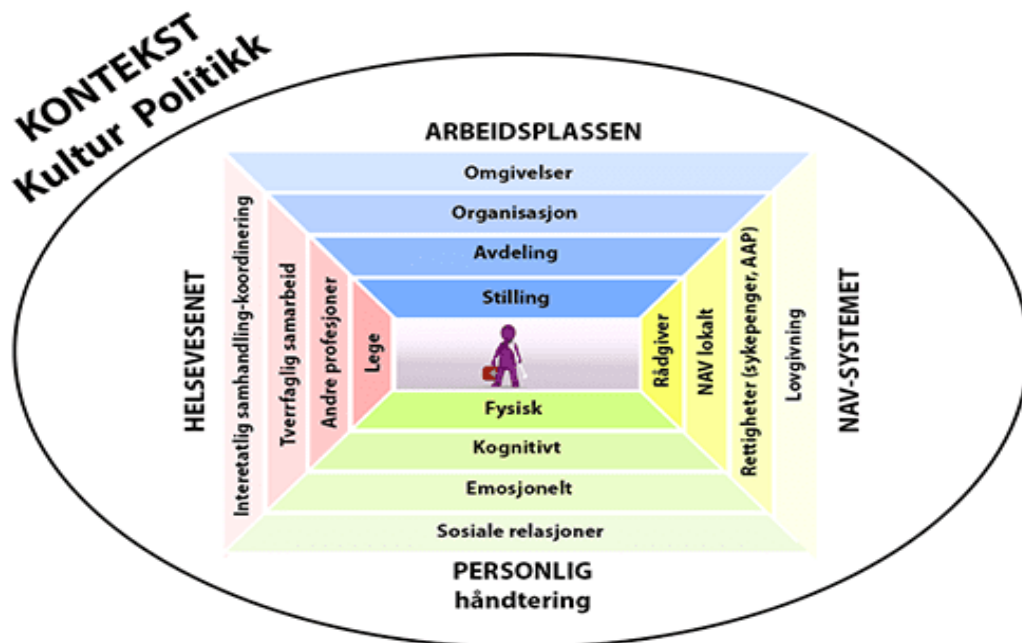 KONTEKST
Kultur Politikk
ARBEIDSPLASSEN
Omgivelser
Organisasjon
Avdeling
Stilling
HELSEVESENET
Interetatlig samhandling-koordinering
Tverrfaglig samarbeid
Andre profesjoner
Lege
Rådgiver
NAV lokalt
Rettigheter (sykepenger, AAP)
Lovgivning
NAV-SYSTEMET
Fysisk
Kognitivt
Emosjonelt
Sosiale relasjoner
PERSONLIG
håndtering